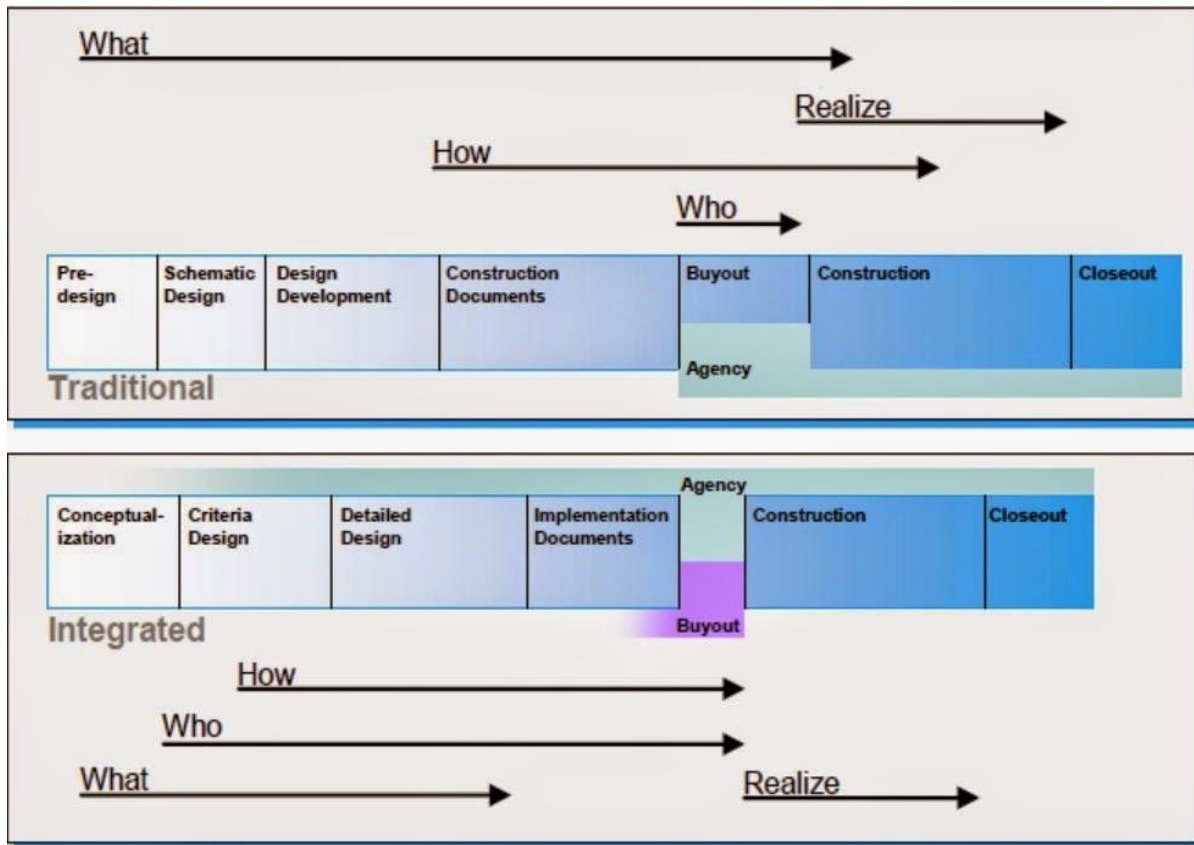 What
Realize
How
Who
Pre-
design
Schematic
Design
Design
Development
Construction
Documents
Buyout
Construction
Closeout
Agency
Traditional
Agency
Conceptual-
ization
Criteria
Design
Detailed
Design
Implementation
Documents
Construction
Closeout
Buyout
Integrated
How
Who
What
Realize